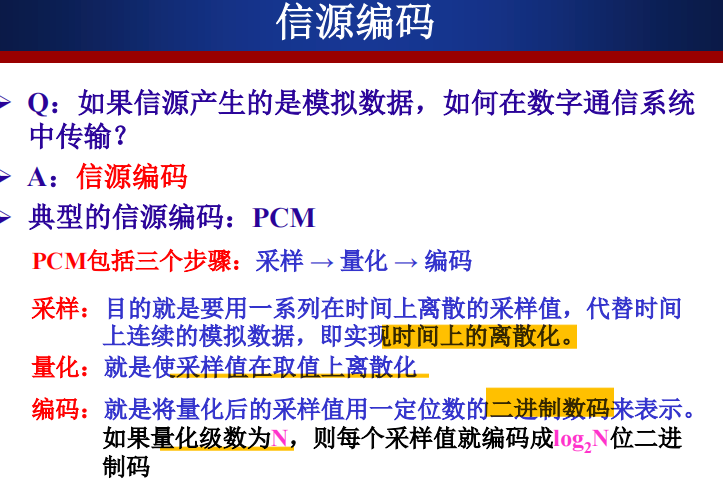 信源编码
Q：如果信源产生的是模拟数据，如何在数字通信系统
中传输？
A：信源编码
典型的信源编码：PCM
PCM包括三个步骤：采样 → 量化 → 编码
采样：目的就是要用一系列在时间上离散的采样值，代替时间
上连续的模拟数据，即实现时间上的离散化。
量化：就是使采样值在取值上离散化
编码：就是将量化后的采样值用一定位数的二进制数码来表示。
如果量化级数为N，则每个采样值就编码成log₂N位二进
制码